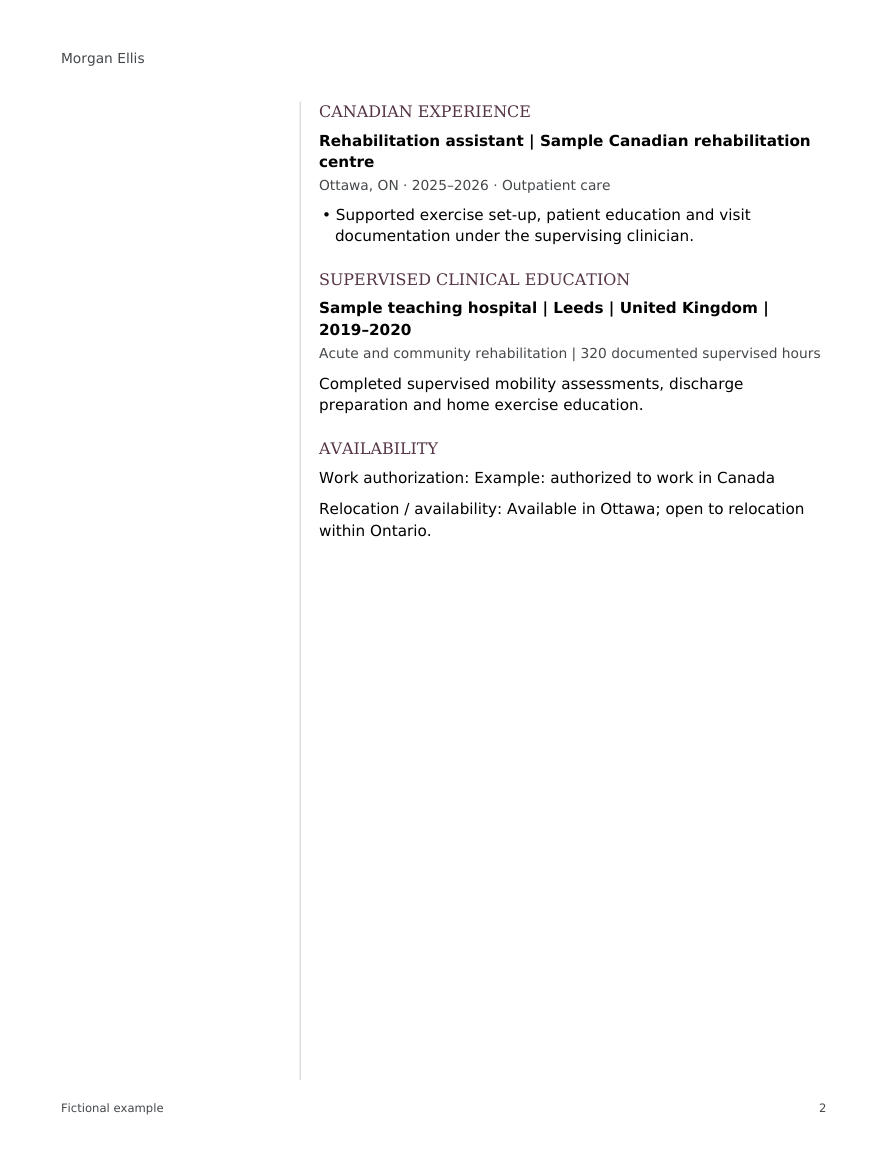 Morgan Ellis
CANADIAN EXPERIENCE
Rehabilitation assistant | Sample Canadian rehabilitation
centre
Ottawa, ON · 2025–2026 · Outpatient care
• Supported exercise set-up, patient education and visit
documentation under the supervising clinician.
SUPERVISED CLINICAL EDUCATION
Sample teaching hospital | Leeds | United Kingdom |
2019–2020
Acute and community rehabilitation | 320 documented supervised hours
Completed supervised mobility assessments, discharge
preparation and home exercise education.
AVAILABILITY
Work authorization: Example: authorized to work in Canada
Relocation / availability: Available in Ottawa; open to relocation
within Ontario.
Fictional example
2